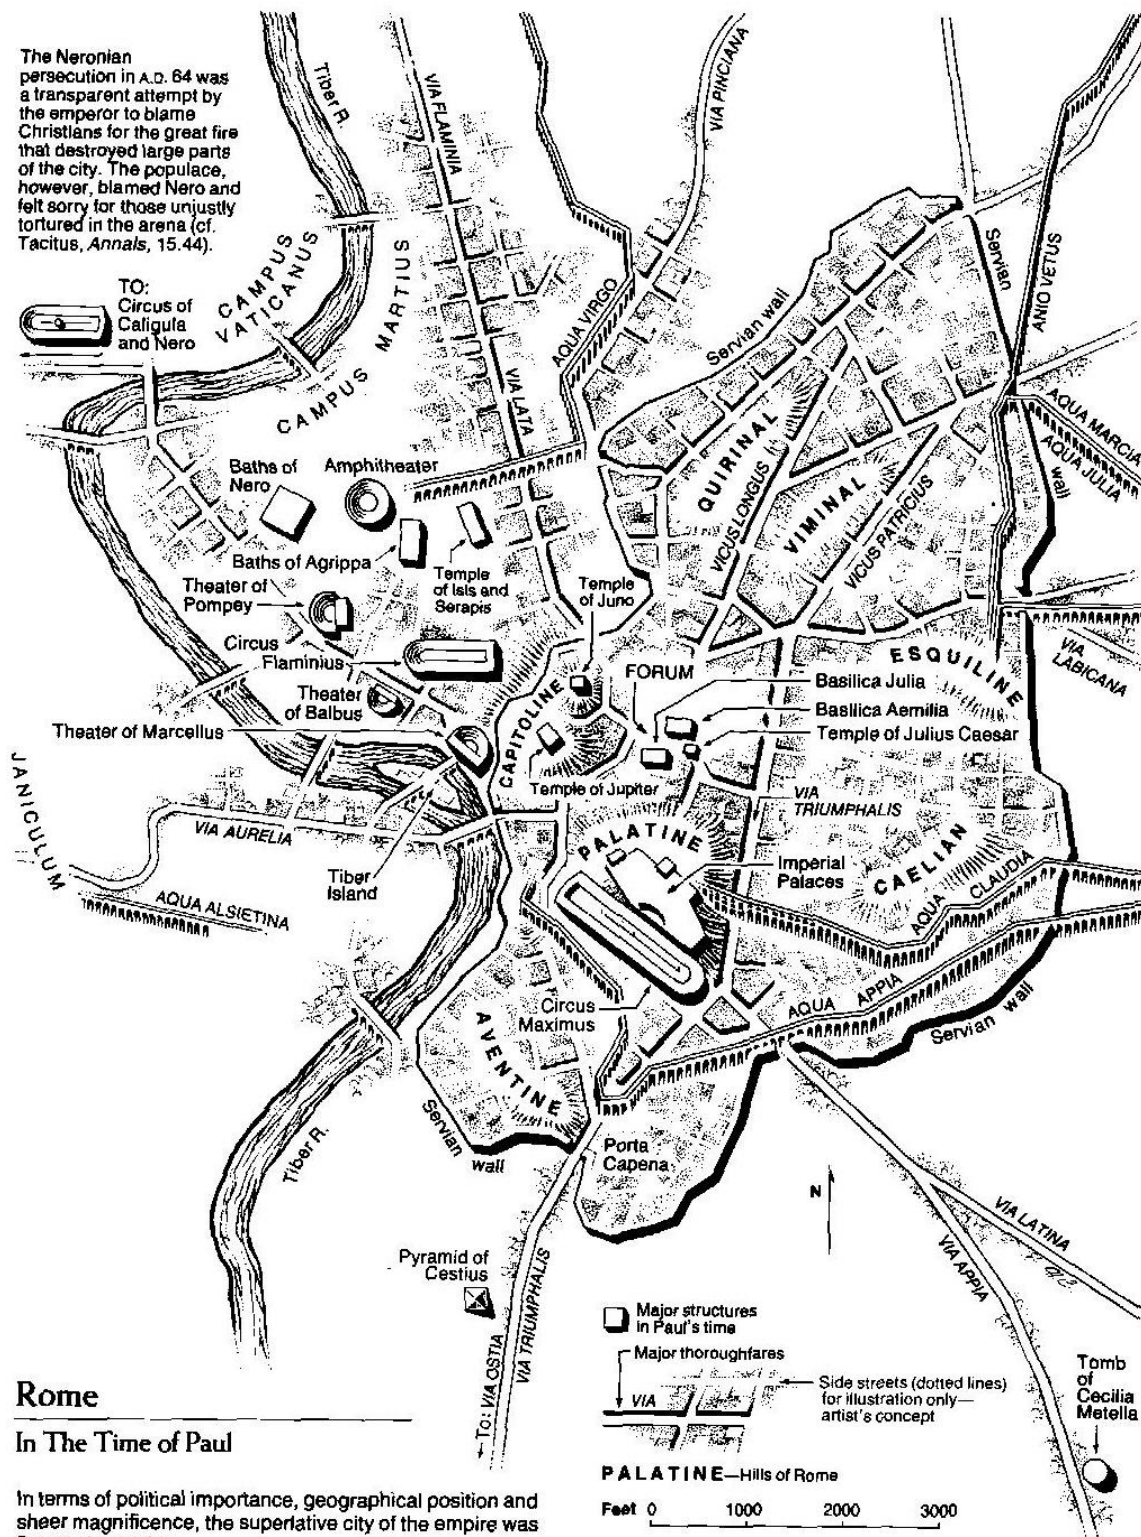 The Neronian
persecution in A.D. 64 was
a transparent attempt by
the emperor to blame
Christians for the great fire
that destroyed large parts
of the city. The populace,
however, blamed Nero and
felt sorry for those unjustly
tortured in the arena (cf.
Tacitus, Annals, 15.44).
TO:
Circus of
Caligula
and Nero
Tiber R.
VIA FLAMINIA
VIA PINCIANA
CAMPUS
VATICANUS
CAMPUS MARTIUS
AQUA VIRGO
Servian wall
Servian
wall
ANIO VETUS
VIA LATA
AQUA MARCIA
AQUA JULIA
QUIRINAL
VICUS LONGUS
VIMINAL
VICUS PATRICIUS
Baths of
Nero
Amphitheater
Baths of Agrippa
Temple
of Isis and
Serapis
Theater of
Pompey
Temple
of Juno
Circus
Flaminius
FORUM
ESQUILINE
VIA
LABICANA
Theater
of Balbus
CAPITOLINE
Basilica Julia
Basilica Aemilia
Temple of Julius Caesar
Theater of Marcellus
Temple of Jupiter
VIA
TRIUMPHALIS
JANICULUM
VIA AURELIA
PALATINE
Imperial
Palaces
CAELIAN
AQUA CLAUDIA
Tiber
Island
AQUA ALSIETINA
Circus
Maximus
AQUA APPIA
Servian wall
AVENTINE
Servian
wall
Tiber R.
Porta
Capena
N
VIA LATINA
VIA APPIA
Pyramid of
Cestius
To: VIA OSTIA
VIA TRIUMPHALIS
Major structures
in Paul's time
Major thoroughfares
VIA
Side streets (dotted lines)
for illustration only—
artist's concept
Tomb
of
Cecilia
Metella
PALATINE—Hills of Rome
Feet 0 1000 2000 3000
Rome
In The Time of Paul
In terms of political importance, geographical position and
sheer magnificence, the superlative city of the empire was